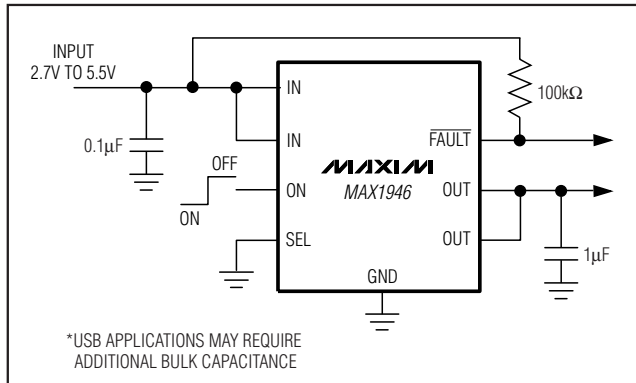 INPUT
2.7V TO 5.5V
0.1µF
OFF
ON
IN
IN
ON
SEL
MAXIM
MAX1946
GND
FAULT
OUT
OUT
100kΩ
1µF
*USB APPLICATIONS MAY REQUIRE
ADDITIONAL BULK CAPACITANCE